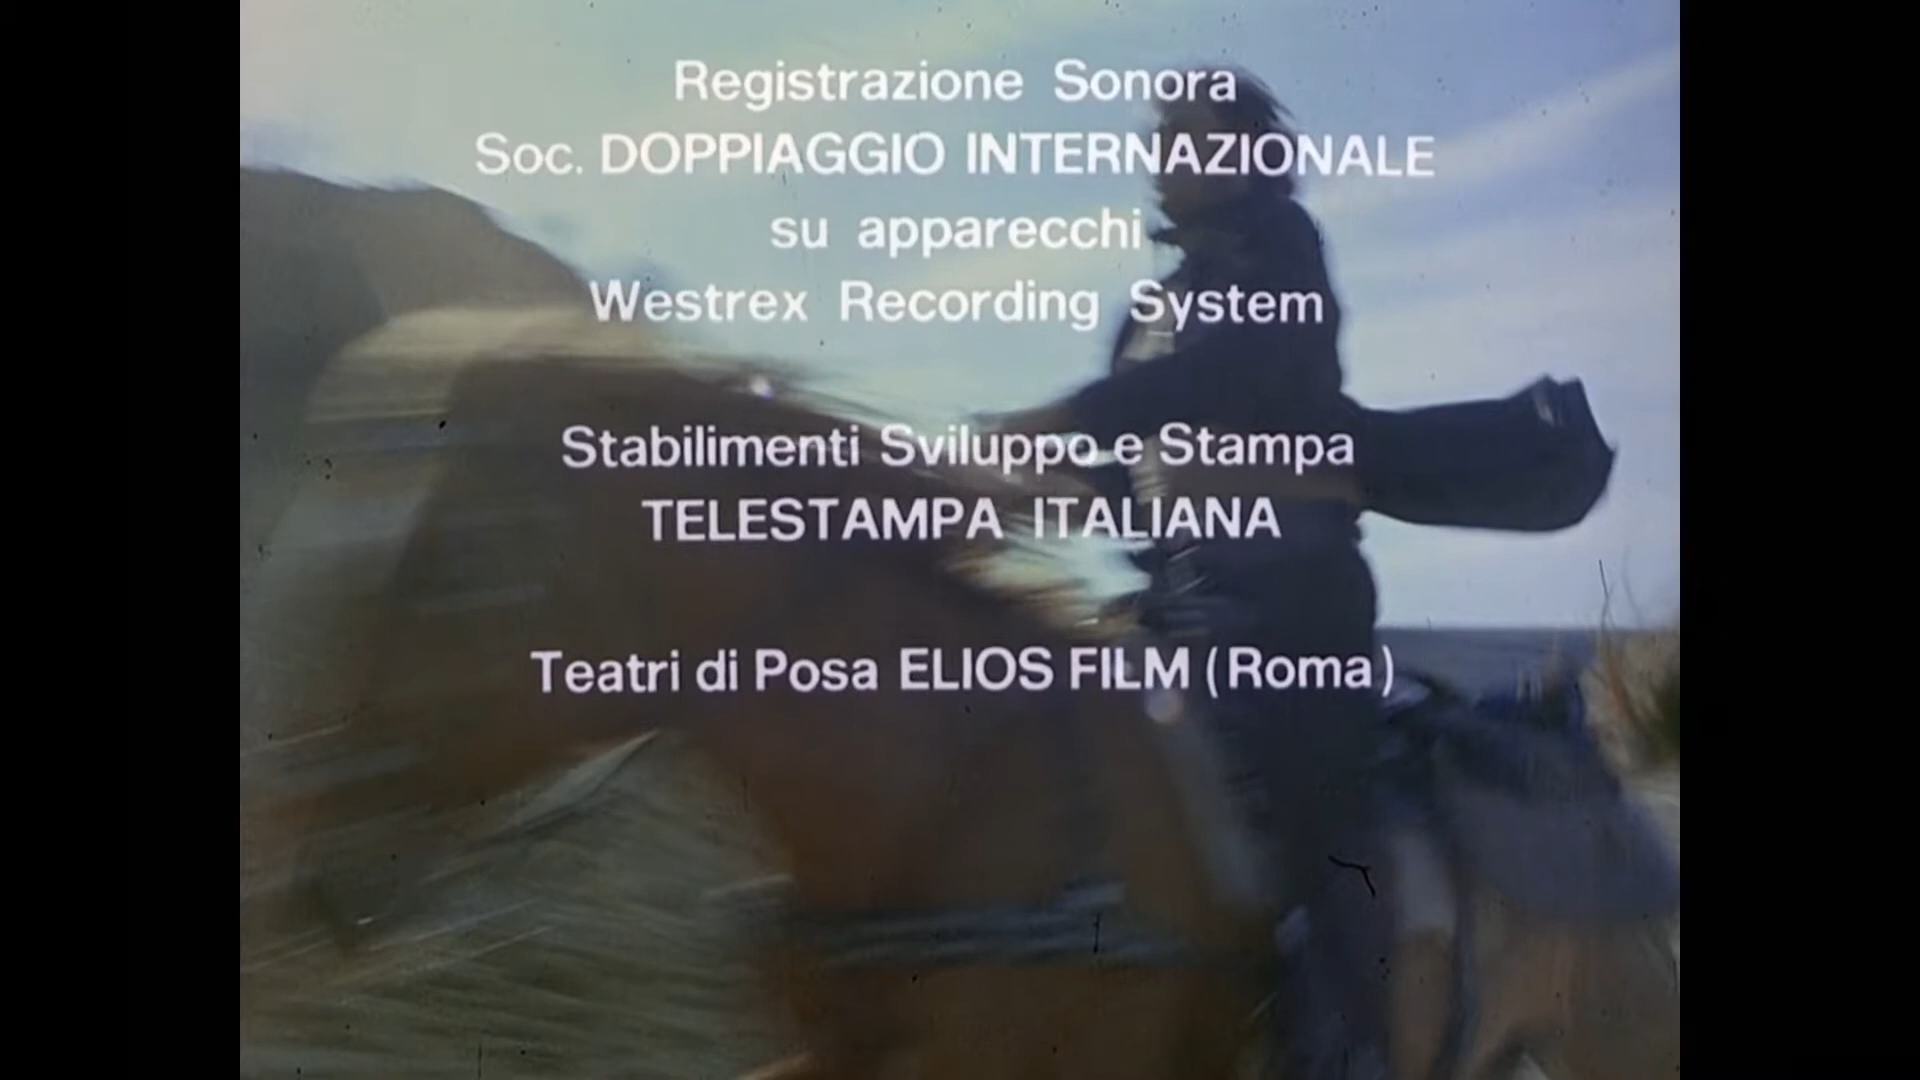 Registrazione Sonora
Soc. DOPPIAGGIO INTERNAZIONALE
su apparecchi
Westrex Recording System
Stabilimenti Sviluppo e Stampa
TELESTAMPA ITALIANA
Teatri di Posa ELIOS FILM (Roma)